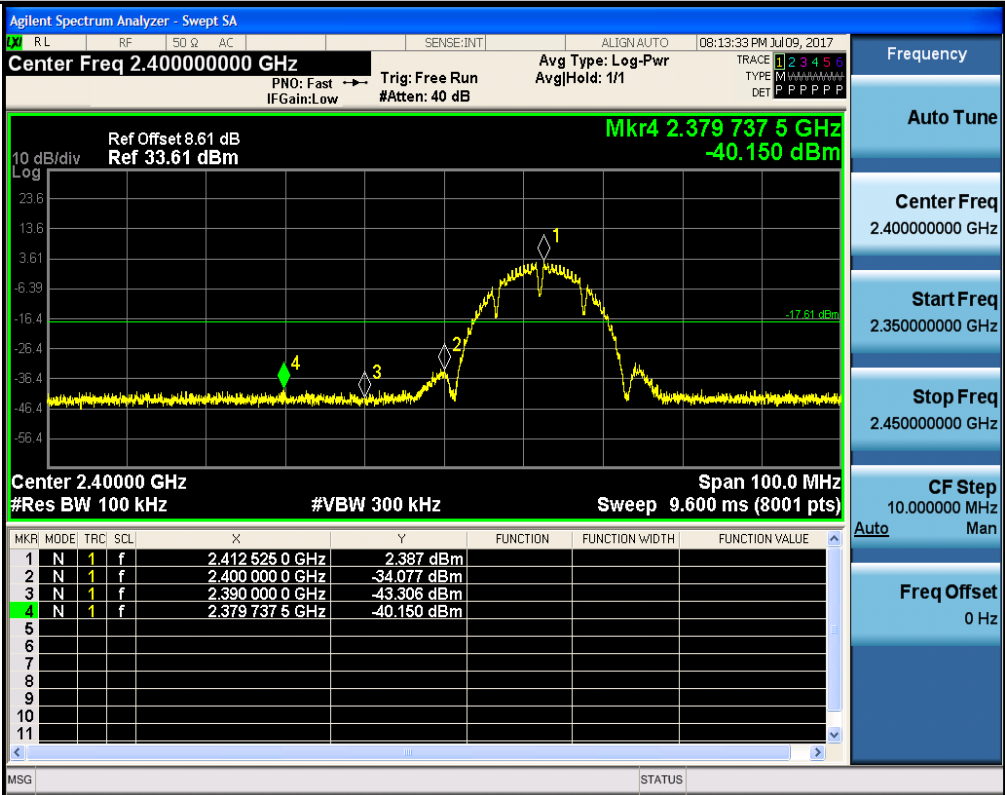 Agilent Spectrum Analyzer - Swept SA
LXI RL RF 50 Ω AC SENSE:INT ALIGN AUTO 08:13:33 PM Jul 09, 2017
Center Freq 2.400000000 GHz
PNO: Fast
IFGain:Low
Trig: Free Run
#Atten: 40 dB
Avg Type: Log-Pwr
Avg|Hold: 1/1
TRACE 1 2 3 4 5 6
TYPE M
DET P P P P P P
Ref Offset 8.61 dB
10 dB/div Ref 33.61 dBm
Log
Mkr4 2.379 737 5 GHz
-40.150 dBm
23.6
13.6
3.61
-6.39
-16.4
-26.4
-36.4
-46.4
-56.4
1
-17.61 dBm
2
4
3
Center 2.40000 GHz Span 100.0 MHz
#Res BW 100 kHz #VBW 300 kHz Sweep 9.600 ms (8001 pts)
MKR MODE TRC SCL X Y FUNCTION FUNCTION WIDTH FUNCTION VALUE
1 N 1 f 2.412 525 0 GHz 2.387 dBm
2 N 1 f 2.400 000 0 GHz -34.077 dBm
3 N 1 f 2.390 000 0 GHz -43.306 dBm
4 N 1 f 2.379 737 5 GHz -40.150 dBm
5
6
7
8
9
10
11
MSG STATUS
Frequency
Auto Tune
Center Freq
2.400000000 GHz
Start Freq
2.350000000 GHz
Stop Freq
2.450000000 GHz
CF Step
10.000000 MHz
Auto Man
Freq Offset
0 Hz